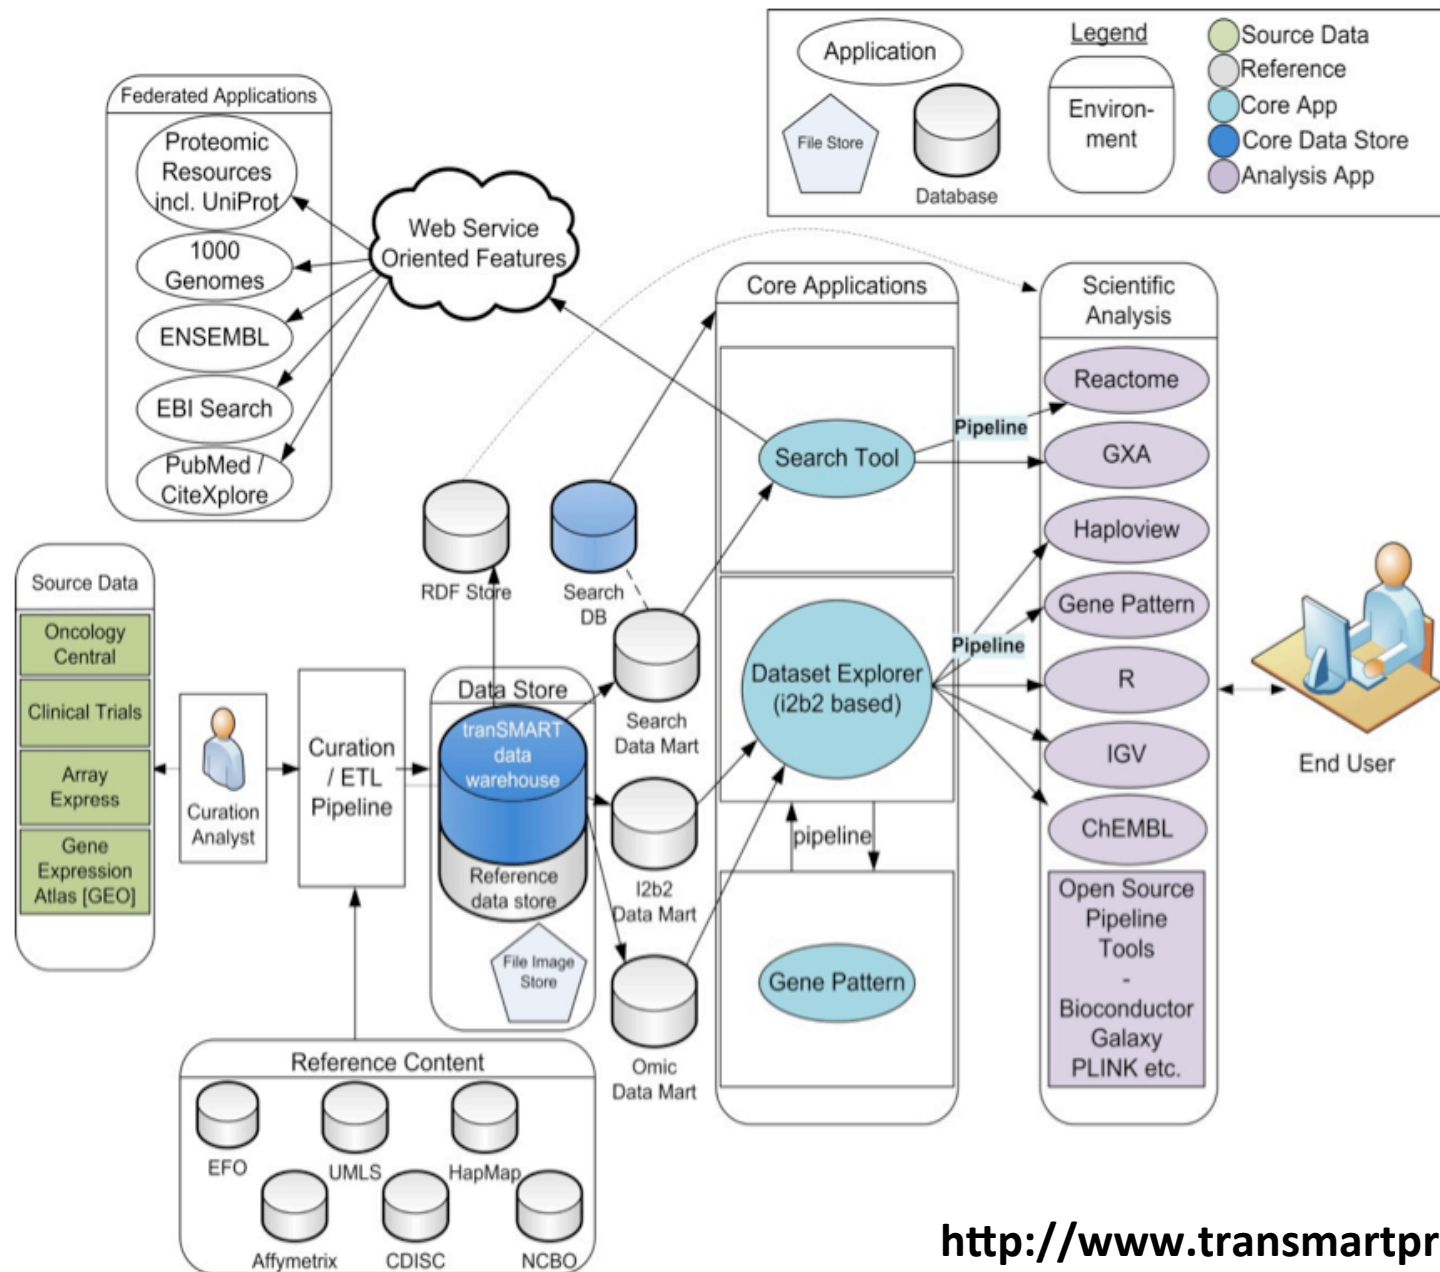 Legend
Application
File Store
Database
Environ-
ment
Source Data
Reference
Core App
Core Data Store
Analysis App
Federated Applications
Proteomic
Resources
incl. UniProt
1000
Genomes
ENSEMBL
EBI Search
PubMed /
CiteXplore
Web Service
Oriented Features
Core Applications
Search Tool
Dataset Explorer
(i2b2 based)
pipeline
Gene Pattern
Pipeline
Pipeline
Scientific
Analysis
Reactome
GXA
Haploview
Gene Pattern
R
IGV
ChEMBL
Open Source
Pipeline
Tools
-
Bioconductor
Galaxy
PLINK etc.
End User
RDF Store
Search
DB
Search
Data Mart
I2b2
Data Mart
Omic
Data Mart
Source Data
Oncology
Central
Clinical Trials
Array
Express
Gene
Expression
Atlas [GEO]
Curation
Analyst
Curation
/ ETL
Pipeline
Data Store
tranSMART
data
warehouse
Reference
data store
File Image
Store
Reference Content
EFO
UMLS
HapMap
Affymetrix
CDISC
NCBO
http://www.transmartpr